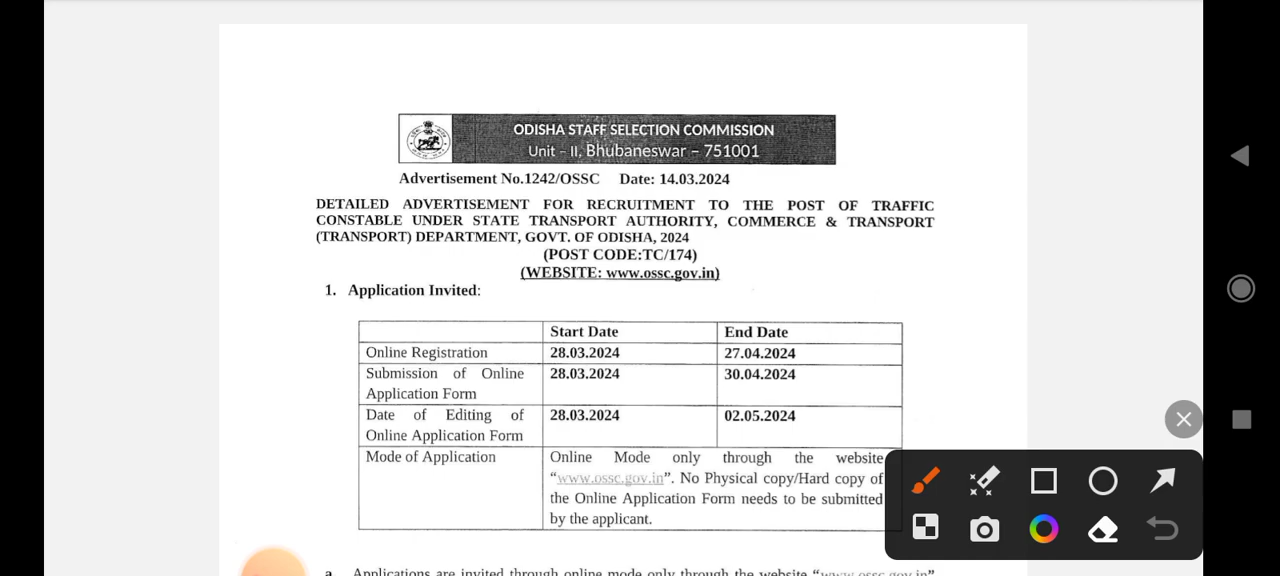 ODISHA STAFF SELECTION COMMISSION
Unit - II, Bhubaneswar – 751001
Advertisement No.1242/OSSC Date: 14.03.2024
DETAILED ADVERTISEMENT FOR RECRUITMENT TO THE POST OF TRAFFIC
CONSTABLE UNDER STATE TRANSPORT AUTHORITY, COMMERCE & TRANSPORT
(TRANSPORT) DEPARTMENT, GOVT. OF ODISHA, 2024
(POST CODE:TC/174)
(WEBSITE: www.ossc.gov.in)
1. Application Invited:
Start Date End Date
Online Registration 28.03.2024 27.04.2024
Submission of Online 28.03.2024 30.04.2024
Application Form
Date of Editing of 28.03.2024 02.05.2024
Online Application Form
Mode of Application Online Mode only through the website
“www.ossc.gov.in”. No Physical copy/Hard copy of
the Online Application Form needs to be submitted
by the applicant.
a. Applications are invited through online mode only through the website “www.ossc.gov.in”